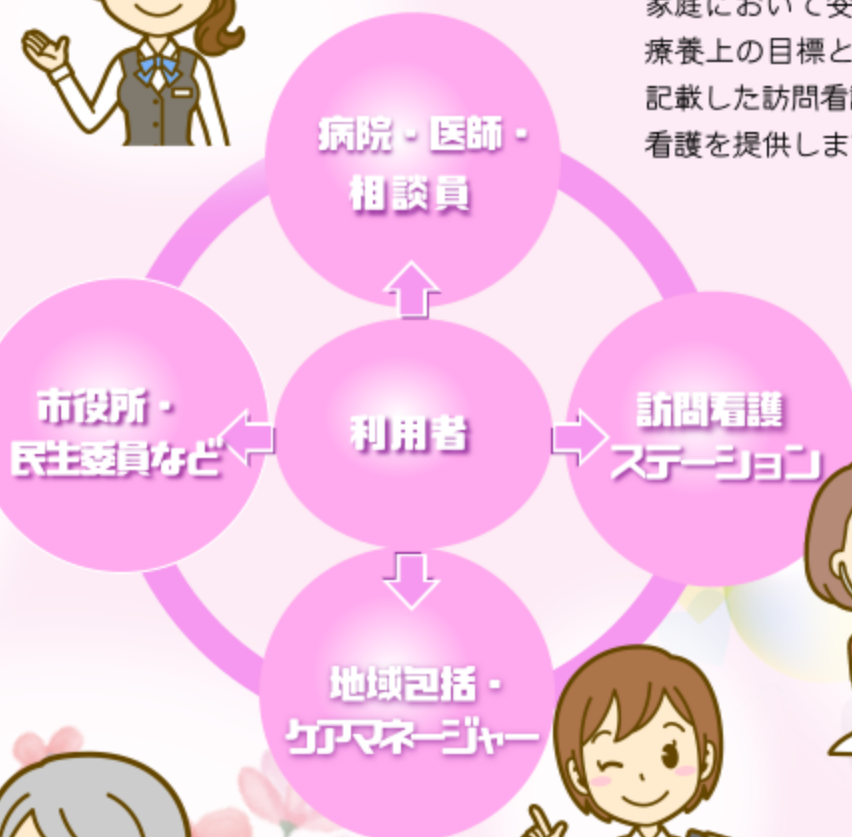 家庭において安
療養上の目標と
記載した訪問看
看護を提供しま
病院・医師・
相談員
市役所・
民生委員など
利用者
訪問看護
ステーション
地域包括・
ケアマネージャー